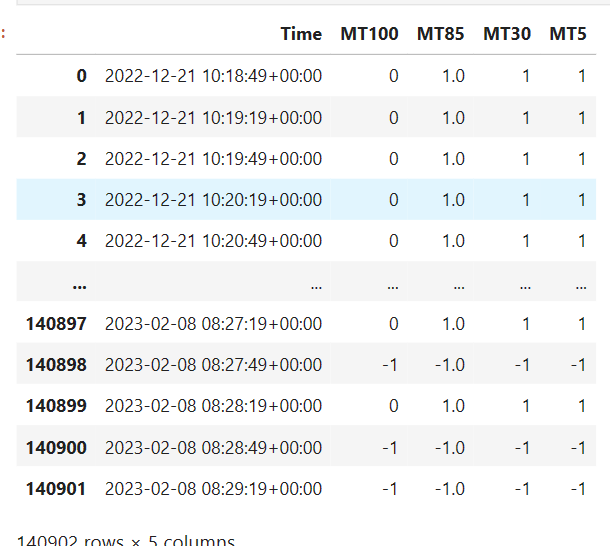 :
Time MT100 MT85 MT30 MT5
0 2022-12-21 10:18:49+00:00 0 1.0 1 1
1 2022-12-21 10:19:19+00:00 0 1.0 1 1
2 2022-12-21 10:19:49+00:00 0 1.0 1 1
3 2022-12-21 10:20:19+00:00 0 1.0 1 1
4 2022-12-21 10:20:49+00:00 0 1.0 1 1
... ... ... ... ... ...
140897 2023-02-08 08:27:19+00:00 0 1.0 1 1
140898 2023-02-08 08:27:49+00:00 -1 -1.0 -1 -1
140899 2023-02-08 08:28:19+00:00 0 1.0 1 1
140900 2023-02-08 08:28:49+00:00 -1 -1.0 -1 -1
140901 2023-02-08 08:29:19+00:00 -1 -1.0 -1 -1
140902 rows × 5 columns